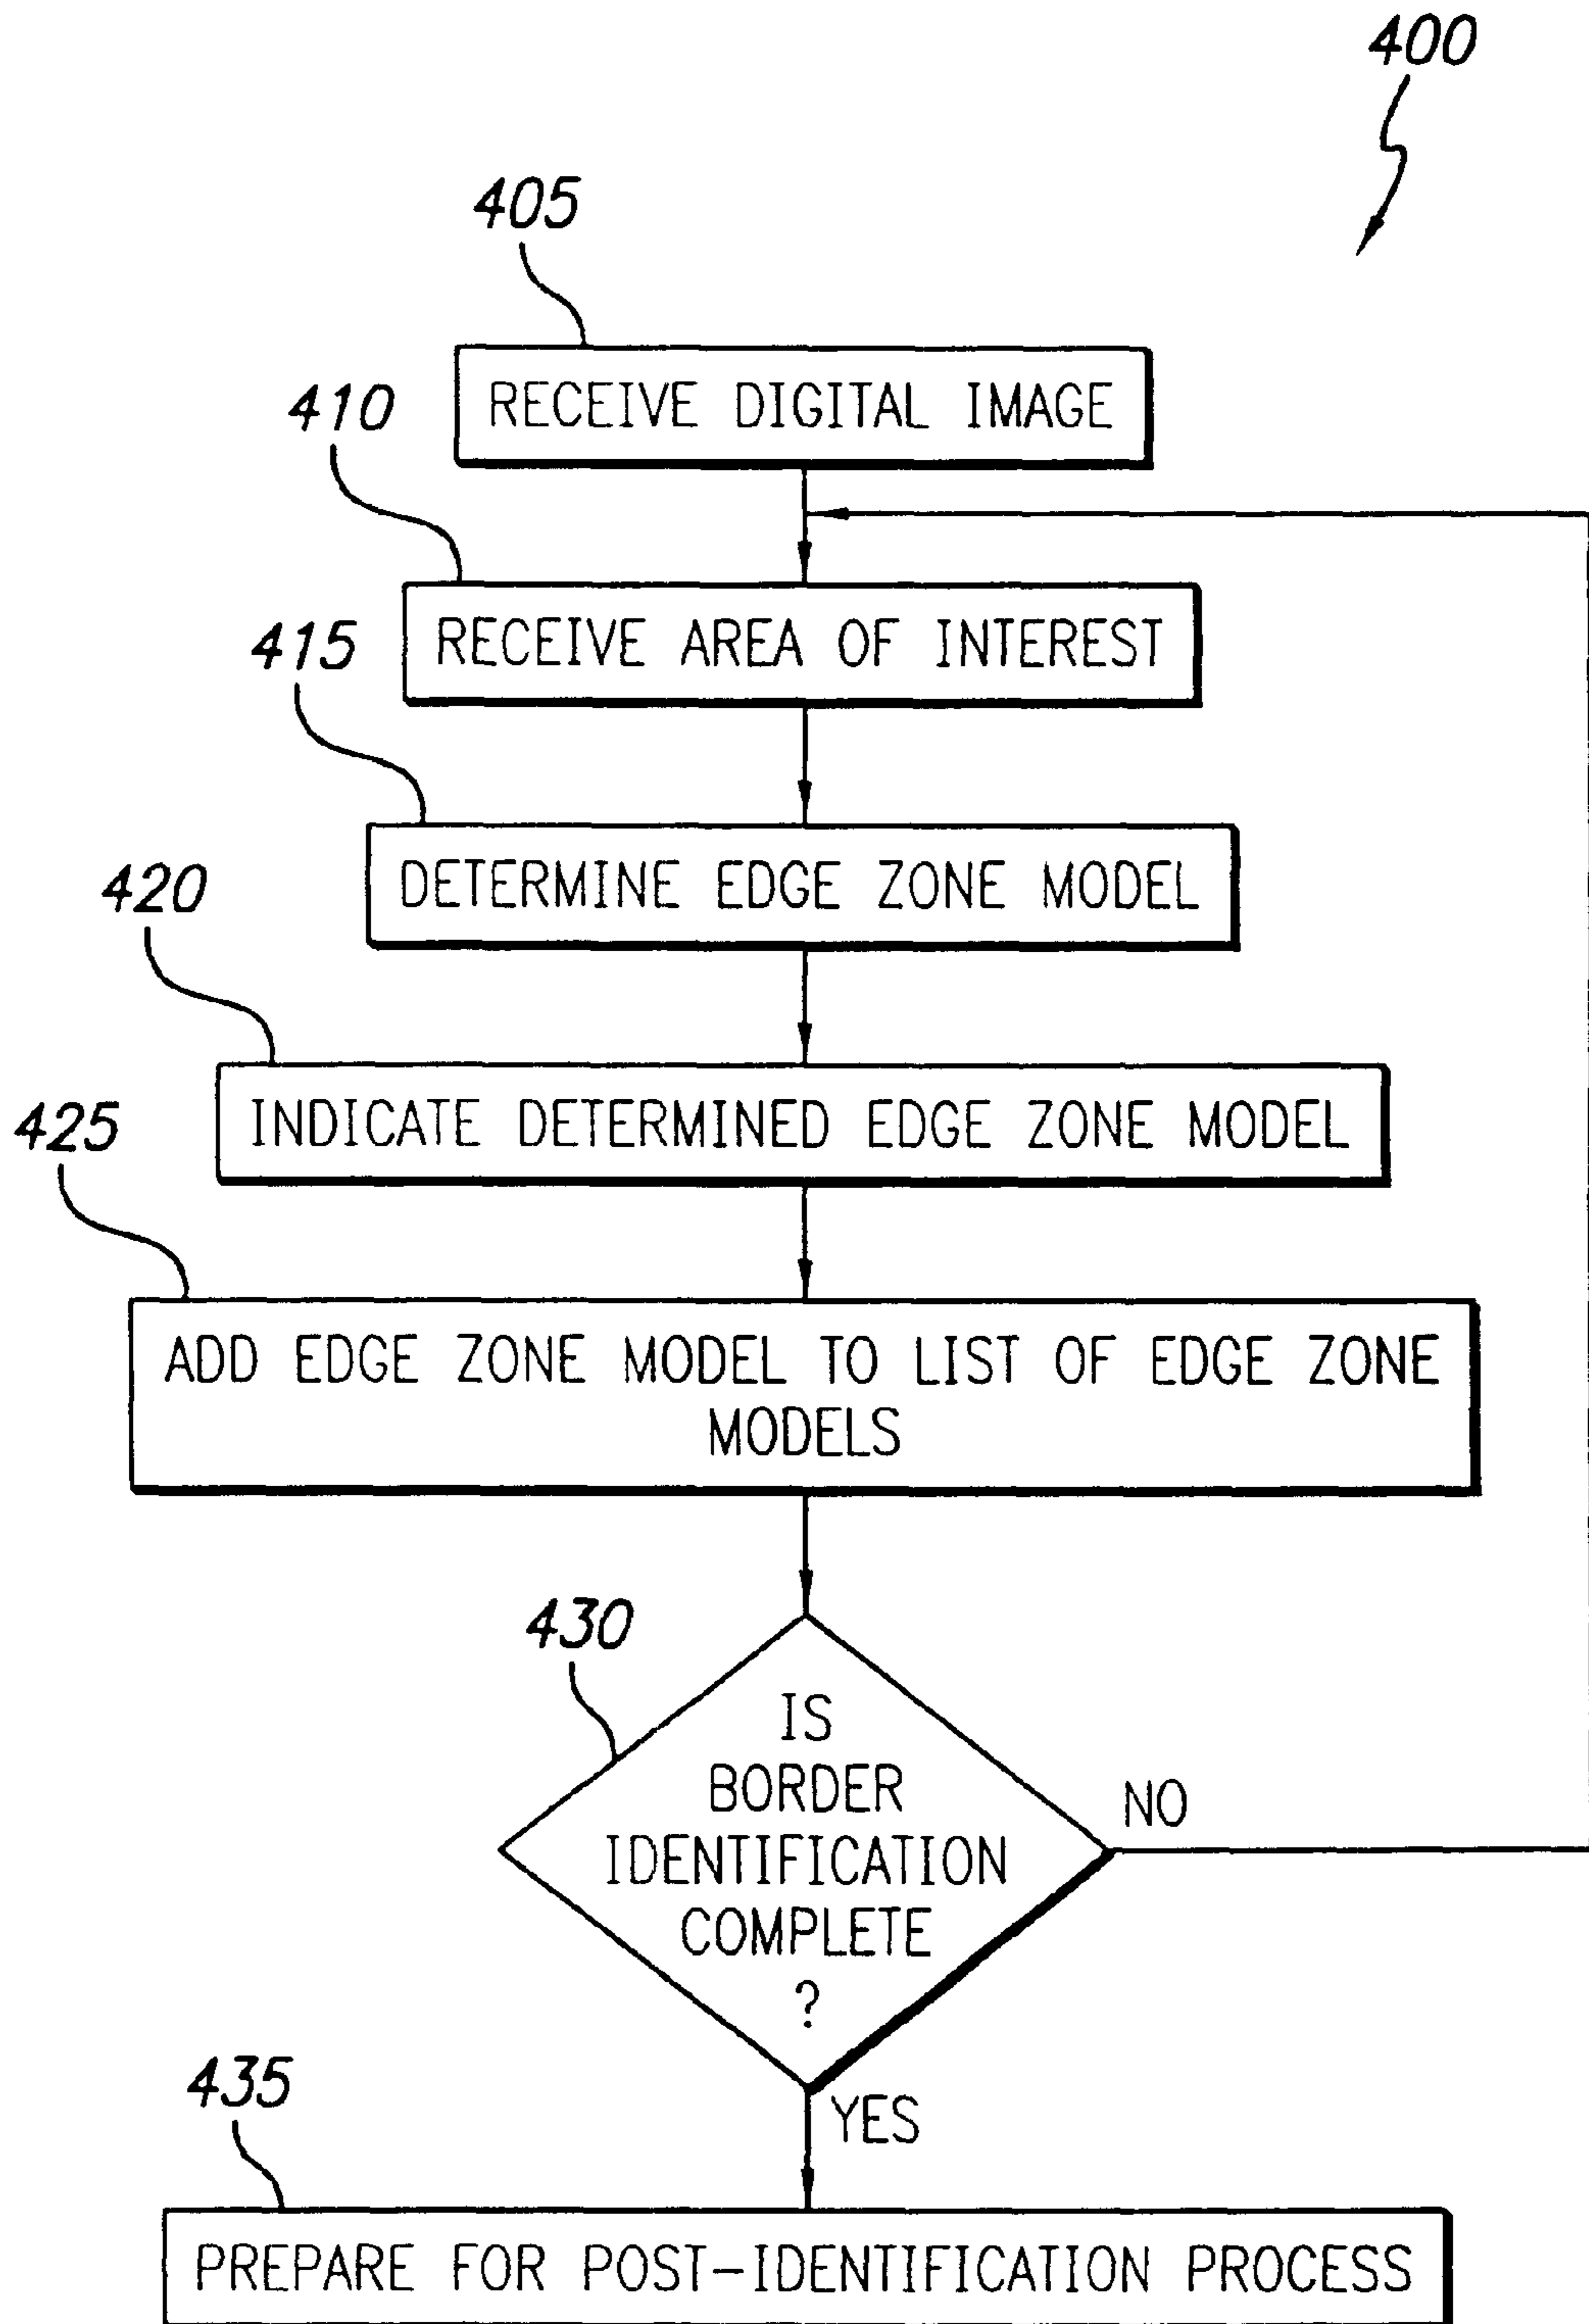 400
405
RECEIVE DIGITAL IMAGE
410
RECEIVE AREA OF INTEREST
415
DETERMINE EDGE ZONE MODEL
420
INDICATE DETERMINED EDGE ZONE MODEL
425
ADD EDGE ZONE MODEL TO LIST OF EDGE ZONE
MODELS
430
IS
BORDER
IDENTIFICATION
COMPLETE
?
NO
YES
435
PREPARE FOR POST-IDENTIFICATION PROCESS